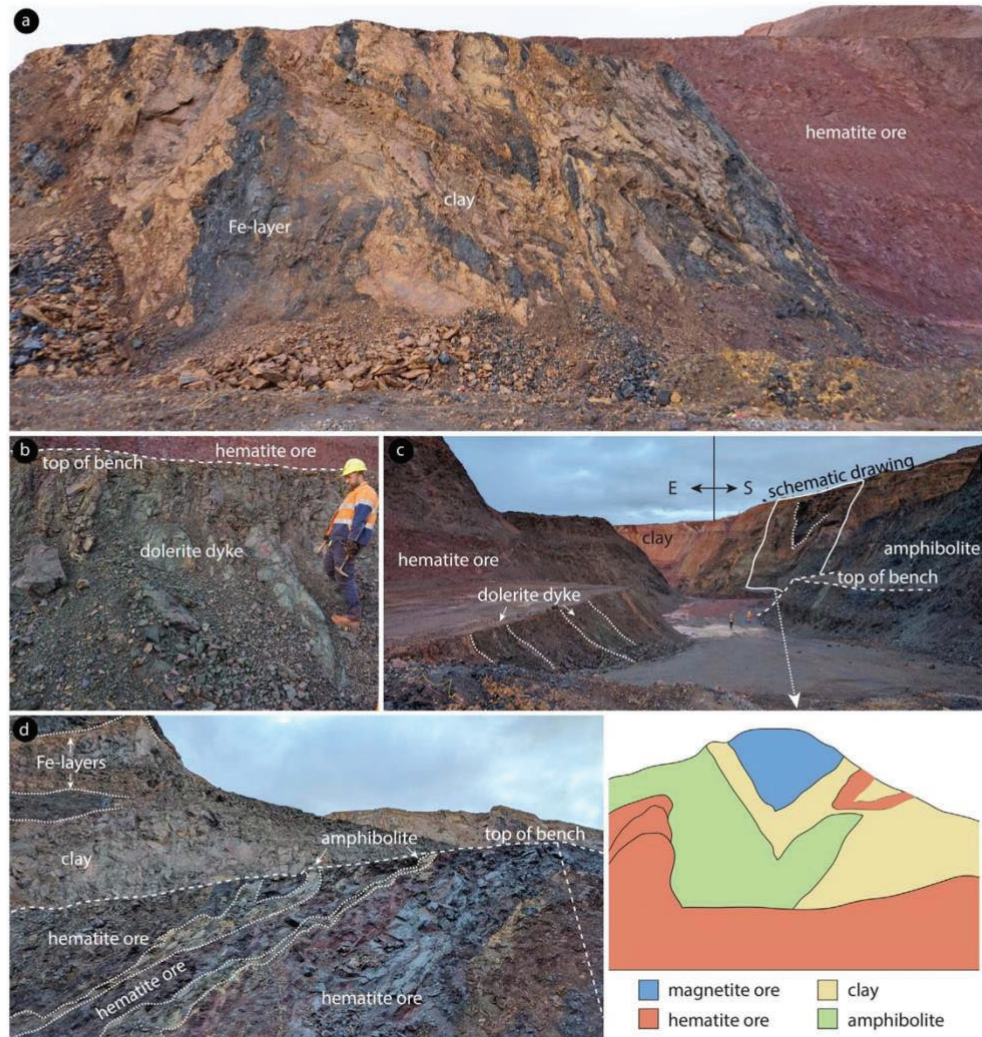 a
hematite ore
clay
Fe-layer
b
hematite ore
top of bench
dolerite dyke
c
E S
schematic drawing
clay
hematite ore
amphibolite
top of bench
dolerite dyke
d
Fe-layers
amphibolite
top of bench
clay
hematite ore
hematite ore
hematite ore
magnetite ore
clay
hematite ore
amphibolite